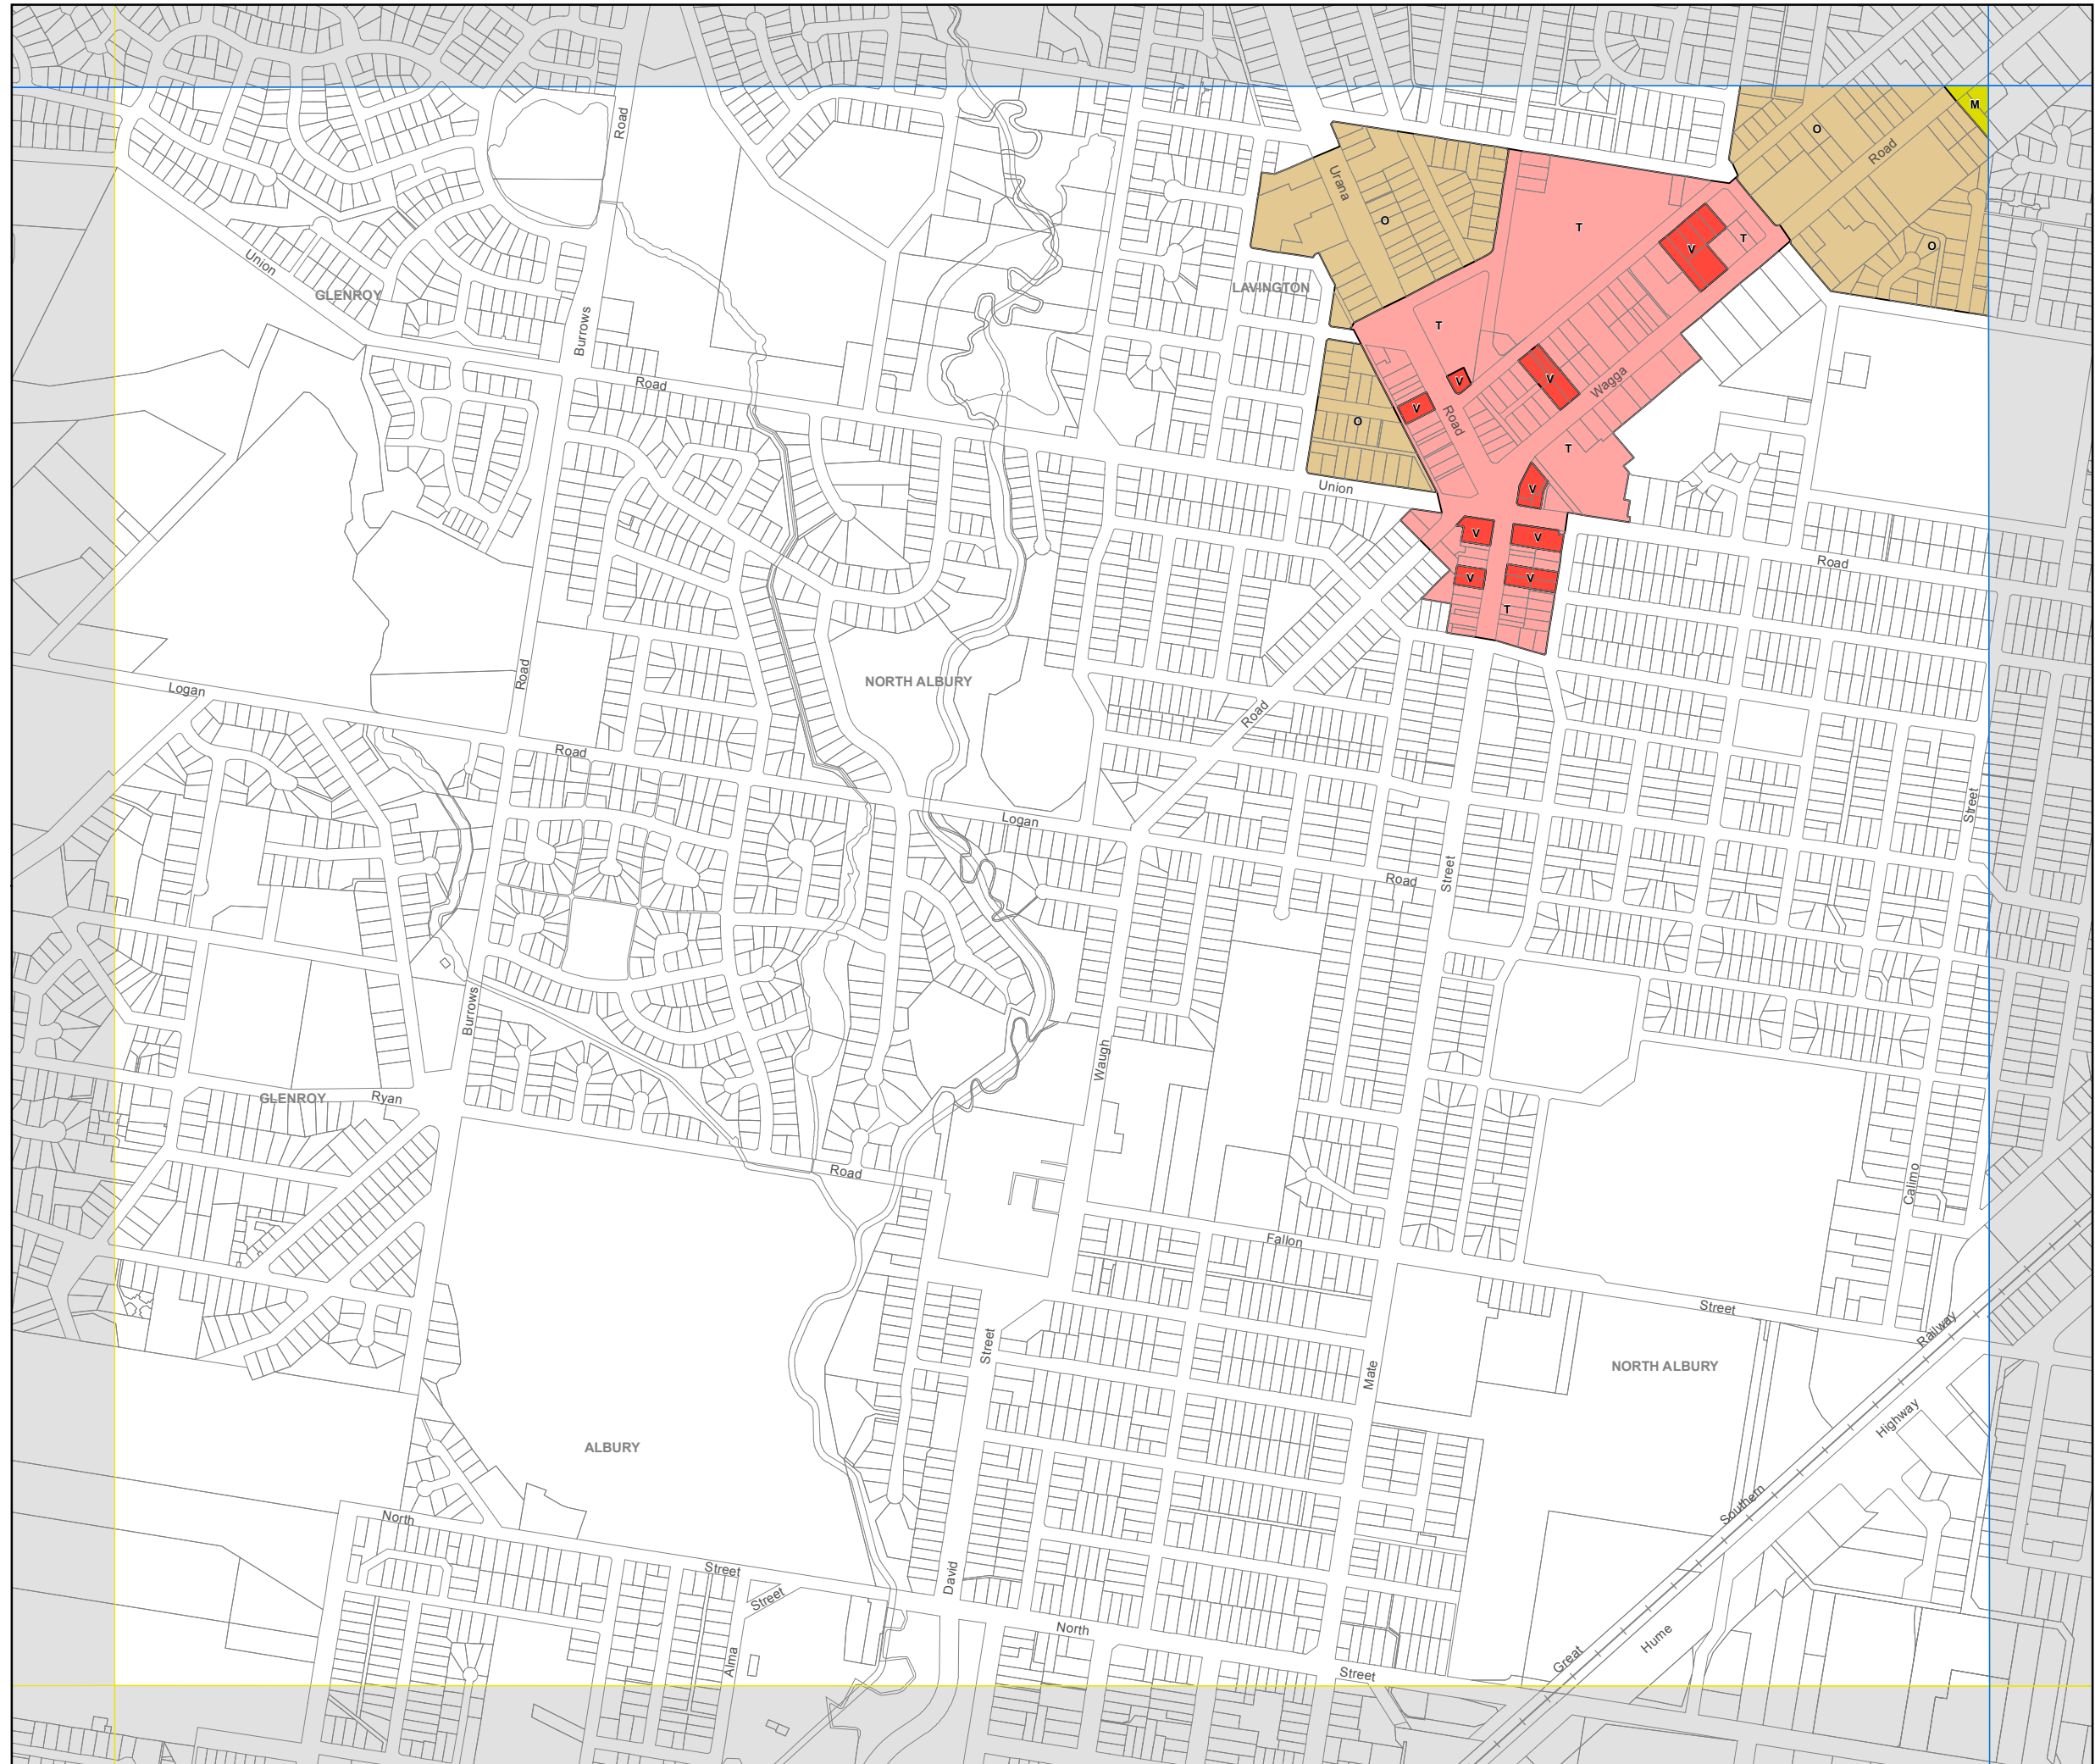 M
O
Road
Road
Urana
O
T
O
V
T
Union
GLENROY
LAVINGTON
Burrows
T
Road
V
V
Wagga
V
Road
O
T
Union
V
V
V
Road
V
V
T
Road
NORTH ALBURY
Logan
Road
Road
Street
Logan
Street
Road
Burrows
Waugh
GLENROY
Ryan
Road
Calimo
Fallon
Street
Railway
Street
Mate
NORTH ALBURY
Highway
ALBURY
Southern
North
Street
David
Street
North
Hume
Alma
Great
Street